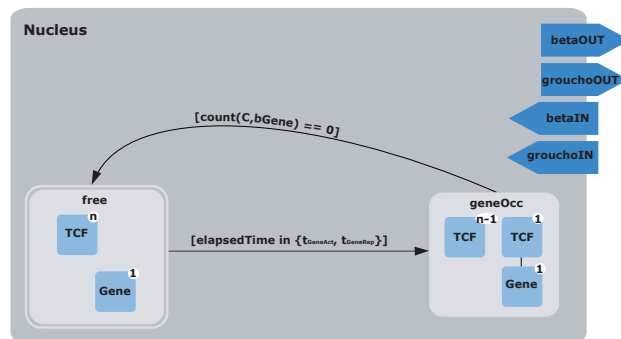 Nucleus
betaOUT
grouchoOUT
betaIN
grouchoIN
[count(C,bGene) == 0]
free
n
TCF
1
Gene
[elapsedTime in {tGeneAct, tGeneRep}]
geneOcc
n-1
TCF
1
TCF
1
Gene